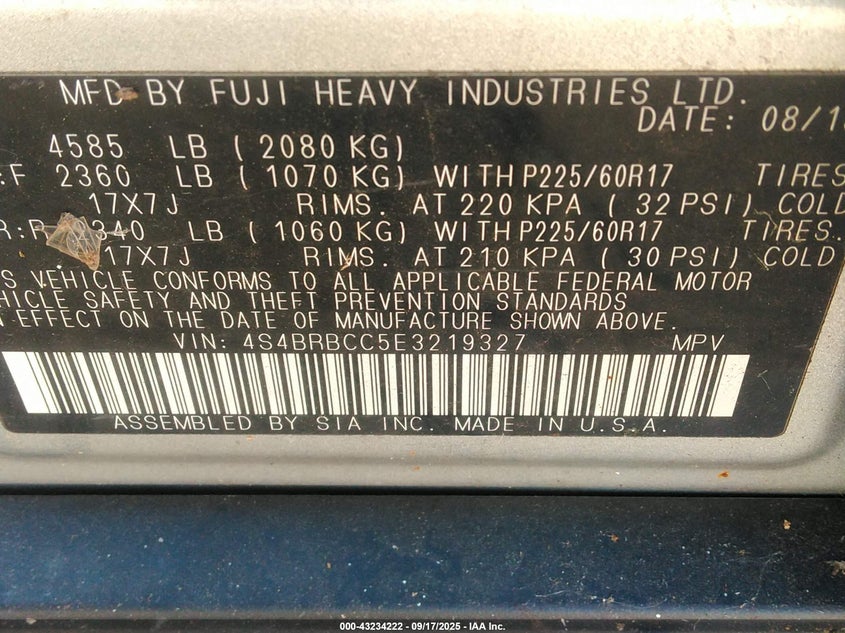 MFD BY FUJI HEAVY INDUSTRIES LTD.
DATE: 08/1
4585 LB ( 2080 KG)
:F 2360 LB ( 1070 KG) WITH P225/60R17 TIRES
17X7J RIMS. AT 220 KPA ( 32 PSI) COLD
R:R 340 LB ( 1060 KG) WITH P225/60R17 TIRES.
17X7J RIMS. AT 210 KPA ( 30 PSI) COLD
S VEHICLE CONFORMS TO ALL APPLICABLE FEDERAL MOTOR
HICLE SAFETY AND THEFT PREVENTION STANDARDS
N EFFECT ON THE DATE OF MANUFACTURE SHOWN ABOVE.
VIN: 4S4BRBCC5E3219327 MPV
ASSEMBLED BY SIA INC. MADE IN U.S.A.
000-43234222 - 09/17/2025 - IAA Inc.